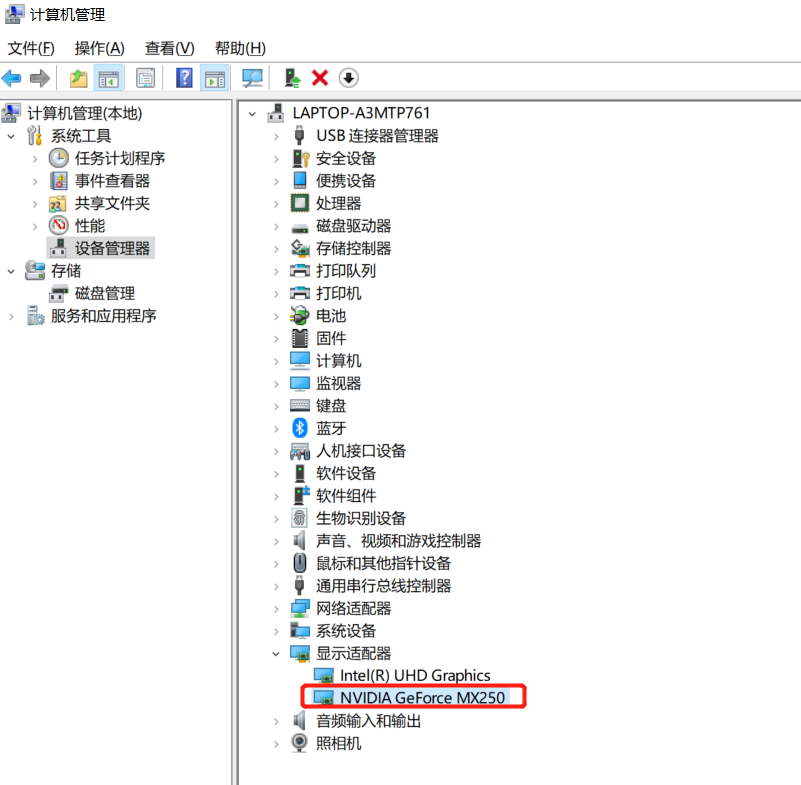 计算机管理
文件(F) 操作(A) 查看(V) 帮助(H)
计算机管理(本地)
系统工具
任务计划程序
事件查看器
共享文件夹
性能
设备管理器
存储
磁盘管理
服务和应用程序
LAPTOP-A3MTP761
USB 连接器管理器
安全设备
便携设备
处理器
磁盘驱动器
存储控制器
打印队列
打印机
电池
固件
计算机
监视器
键盘
蓝牙
人机接口设备
软件设备
软件组件
生物识别设备
声音、视频和游戏控制器
鼠标和其他指针设备
通用串行总线控制器
网络适配器
系统设备
显示适配器
Intel(R) UHD Graphics
NVIDIA GeForce MX250
音频输入和输出
照相机